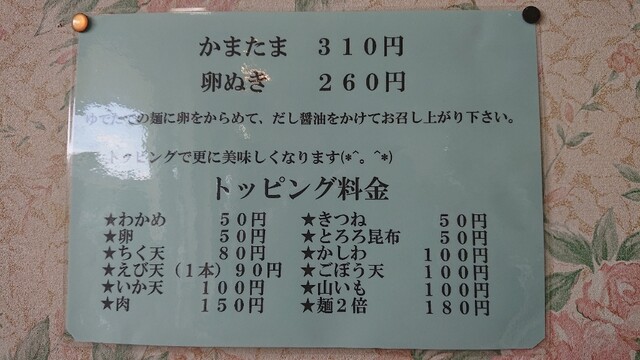 かまたま 310円
卵ぬき 260円
ゆでたての麺に卵をからめて、だし醤油をかけてお召し上がり下さい。
トッピングで更に美味しくなります(*^。^*)
トッピング料金
★わかめ 50円 ★きつね 50円
★卵 50円 ★とろろ昆布 50円
★ちく天 80円 ★かしわ 100円
★えび天(1本)90円 ★ごぼう天 100円
★いか天 100円 ★山いも 100円
★肉 150円 ★麺2倍 180円